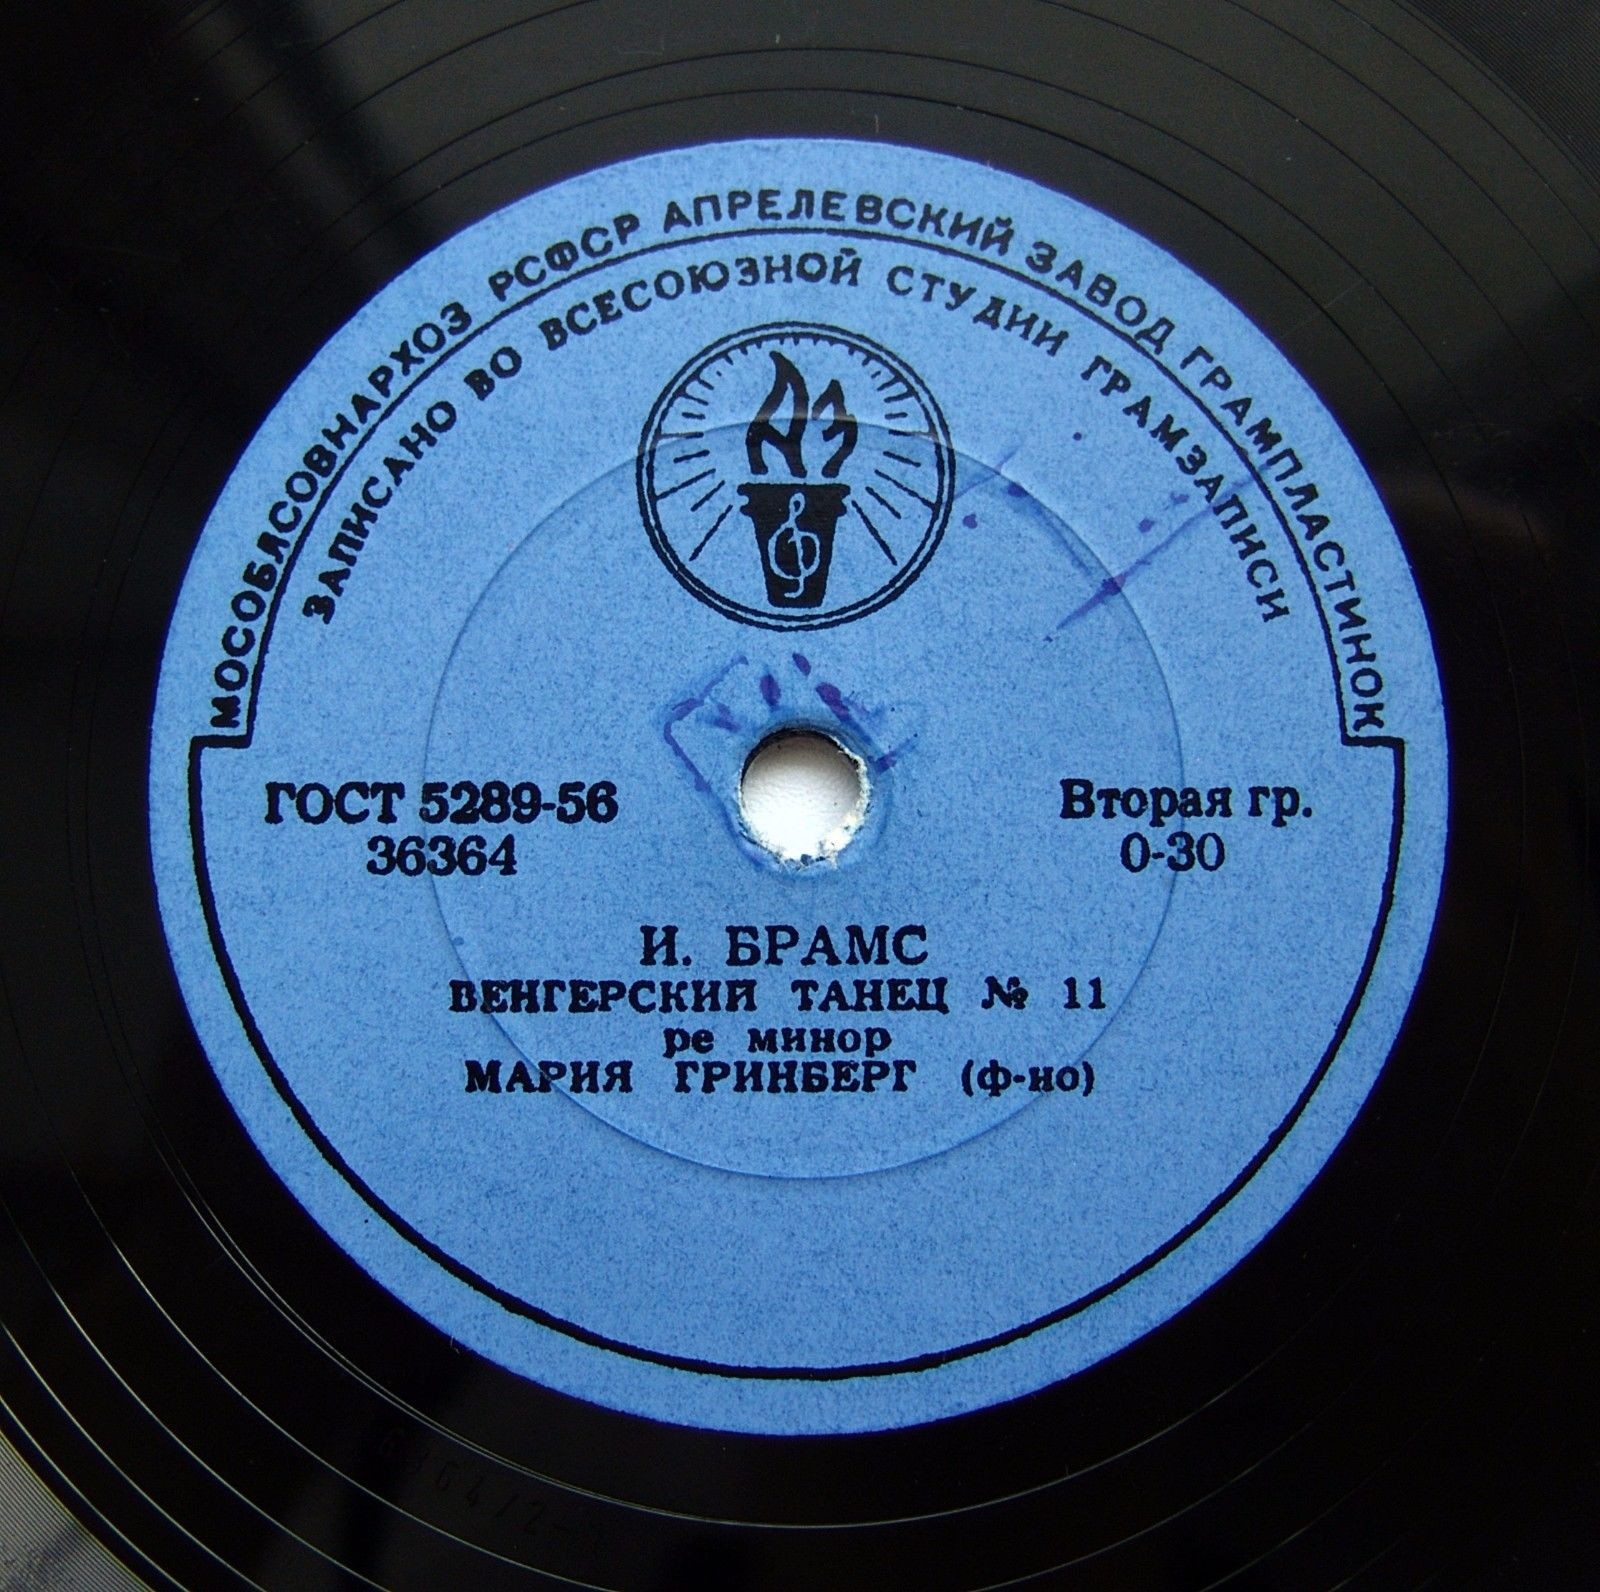 МОСОБЛСОВНАРХОЗ РСФСР АПРЕЛЕВСКИЙ ЗАВОД ГРАМПЛАСТИНОК
ЗАПИСАНО ВО ВСЕСОЮЗНОЙ СТУДИИ ГРАМЗАПИСИ
АЗ
ГОСТ 5289-56
36364
Вторая гр.
0-30
И. БРАМС
ВЕНГЕРСКИЙ ТАНЕЦ № 11
ре минор
МАРИЯ ГРИНБЕРГ (ф-но)